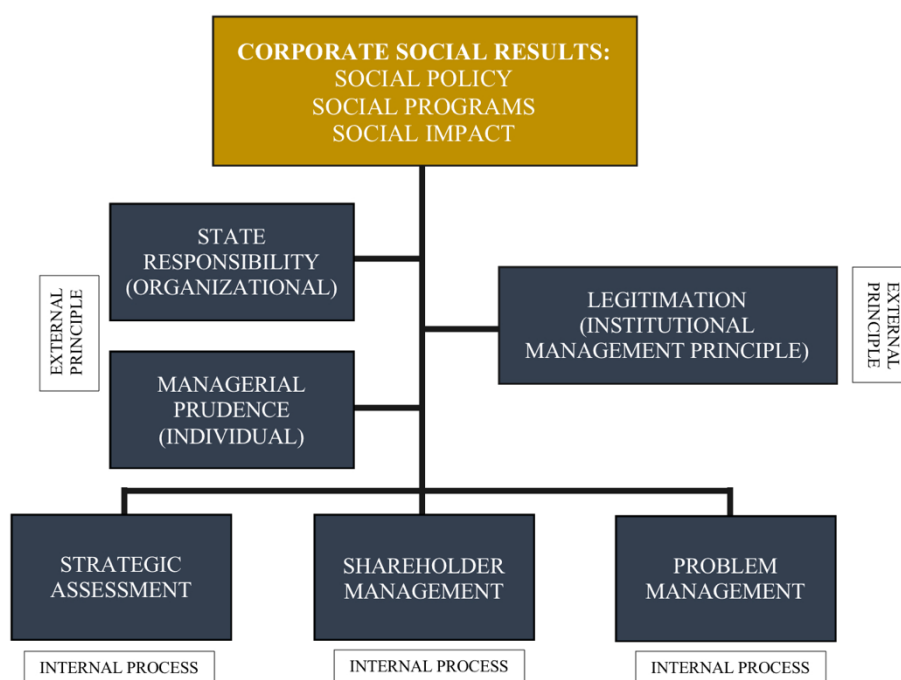 CORPORATE SOCIAL RESULTS:
SOCIAL POLICY
SOCIAL PROGRAMS
SOCIAL IMPACT
STATE
RESPONSIBILITY
(ORGANIZATIONAL)
EXTERNAL
PRINCIPLE
LEGITIMATION
(INSTITUTIONAL
MANAGEMENT PRINCIPLE)
EXTERNAL
PRINCIPLE
MANAGERIAL
PRUDENCE
(INDIVIDUAL)
STRATEGIC
ASSESSMENT
SHAREHOLDER
MANAGEMENT
PROBLEM
MANAGEMENT
INTERNAL PROCESS
INTERNAL PROCESS
INTERNAL PROCESS